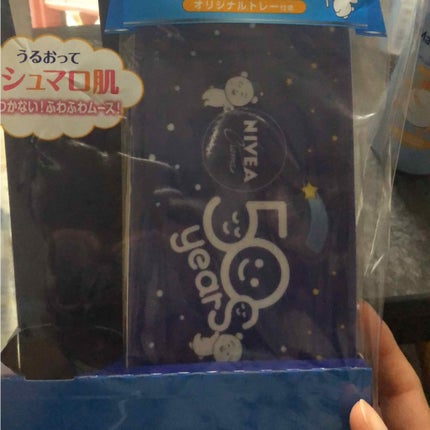 オリジナルトレー付き
うるおって
シュマロ肌
つかない!ふわふわムース!
NIVEA
Creme
50
years